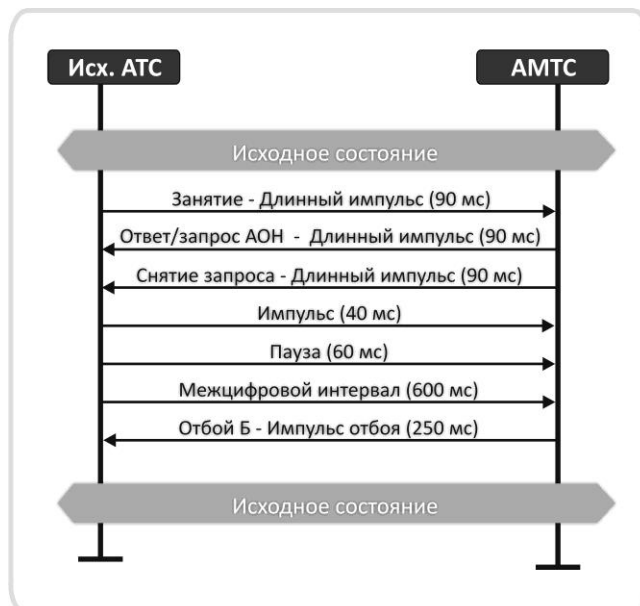 Исх. АТС
АМТС
Исходное состояние
Занятие - Длинный импульс (90 мс)
Ответ/запрос АОН - Длинный импульс (90 мс)
Снятие запроса - Длинный импульс (90 мс)
Импульс (40 мс)
Пауза (60 мс)
Межцифровой интервал (600 мс)
Отбой Б - Импульс отбоя (250 мс)
Исходное состояние